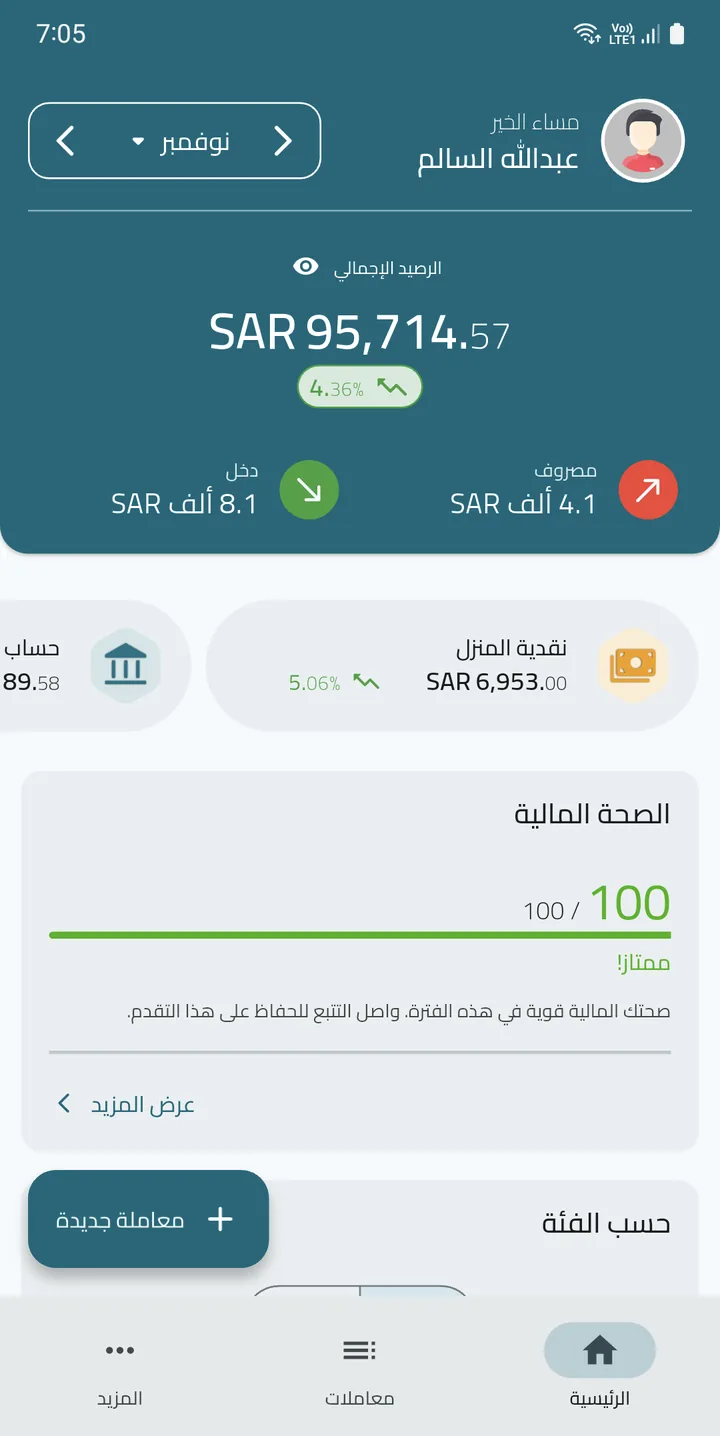 7:05
Vo)) LTE1
مساء الخير
عبدالله السالم
نوفمبر
الرصيد الإجمالي
SAR 95,714.57
4.36%
مصروف
4.1 ألف SAR
دخل
8.1 ألف SAR
نقدية المنزل
SAR 6,953.00
5.06%
حساب
89.58
الصحة المالية
100 / 100
ممتاز!
صحتك المالية قوية في هذه الفترة. واصل التتبع للحفاظ على هذا التقدم.
عرض المزيد
حسب الفئة
معاملة جديدة
الرئيسية
معاملات
المزيد